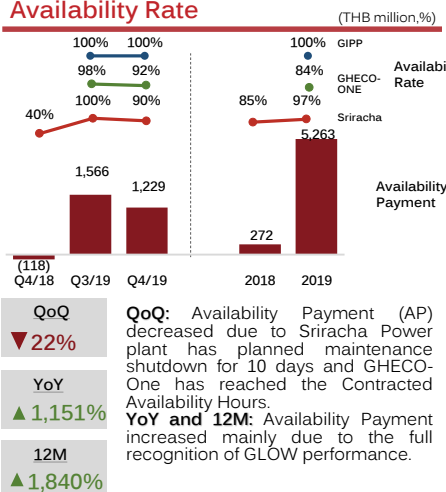 Availability Rate
(THB million,%)
100% 100% 100% GIPP
98% 92% 84% GHECO-
ONE
Availabi
Rate
40% 100% 90% 85% 97% Sriracha
(118) 1,566 1,229 272 5,263
Availability
Payment
Q4/18 Q3/19 Q4/19 2018 2019
QoQ
▼22%
YoY
▲1,151%
12M
▲1,840%
QoQ: Availability Payment (AP)
decreased due to Sriracha Power
plant has planned maintenance
shutdown for 10 days and GHECO-
One has reached the Contracted
Availability Hours.
YoY and 12M: Availability Payment
increased mainly due to the full
recognition of GLOW performance.